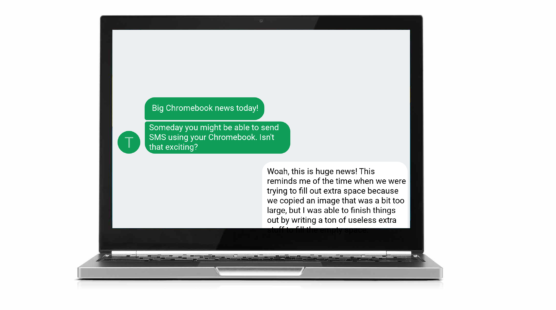 Big Chromebook news today!
T
Someday you might be able to send
SMS using your Chromebook. Isn't
that exciting?
Woah, this is huge news! This
reminds me of the time when we were
trying to fill out extra space because
we copied an image that was a bit too
large, but I was able to finish things
out by writing a ton of useless extra